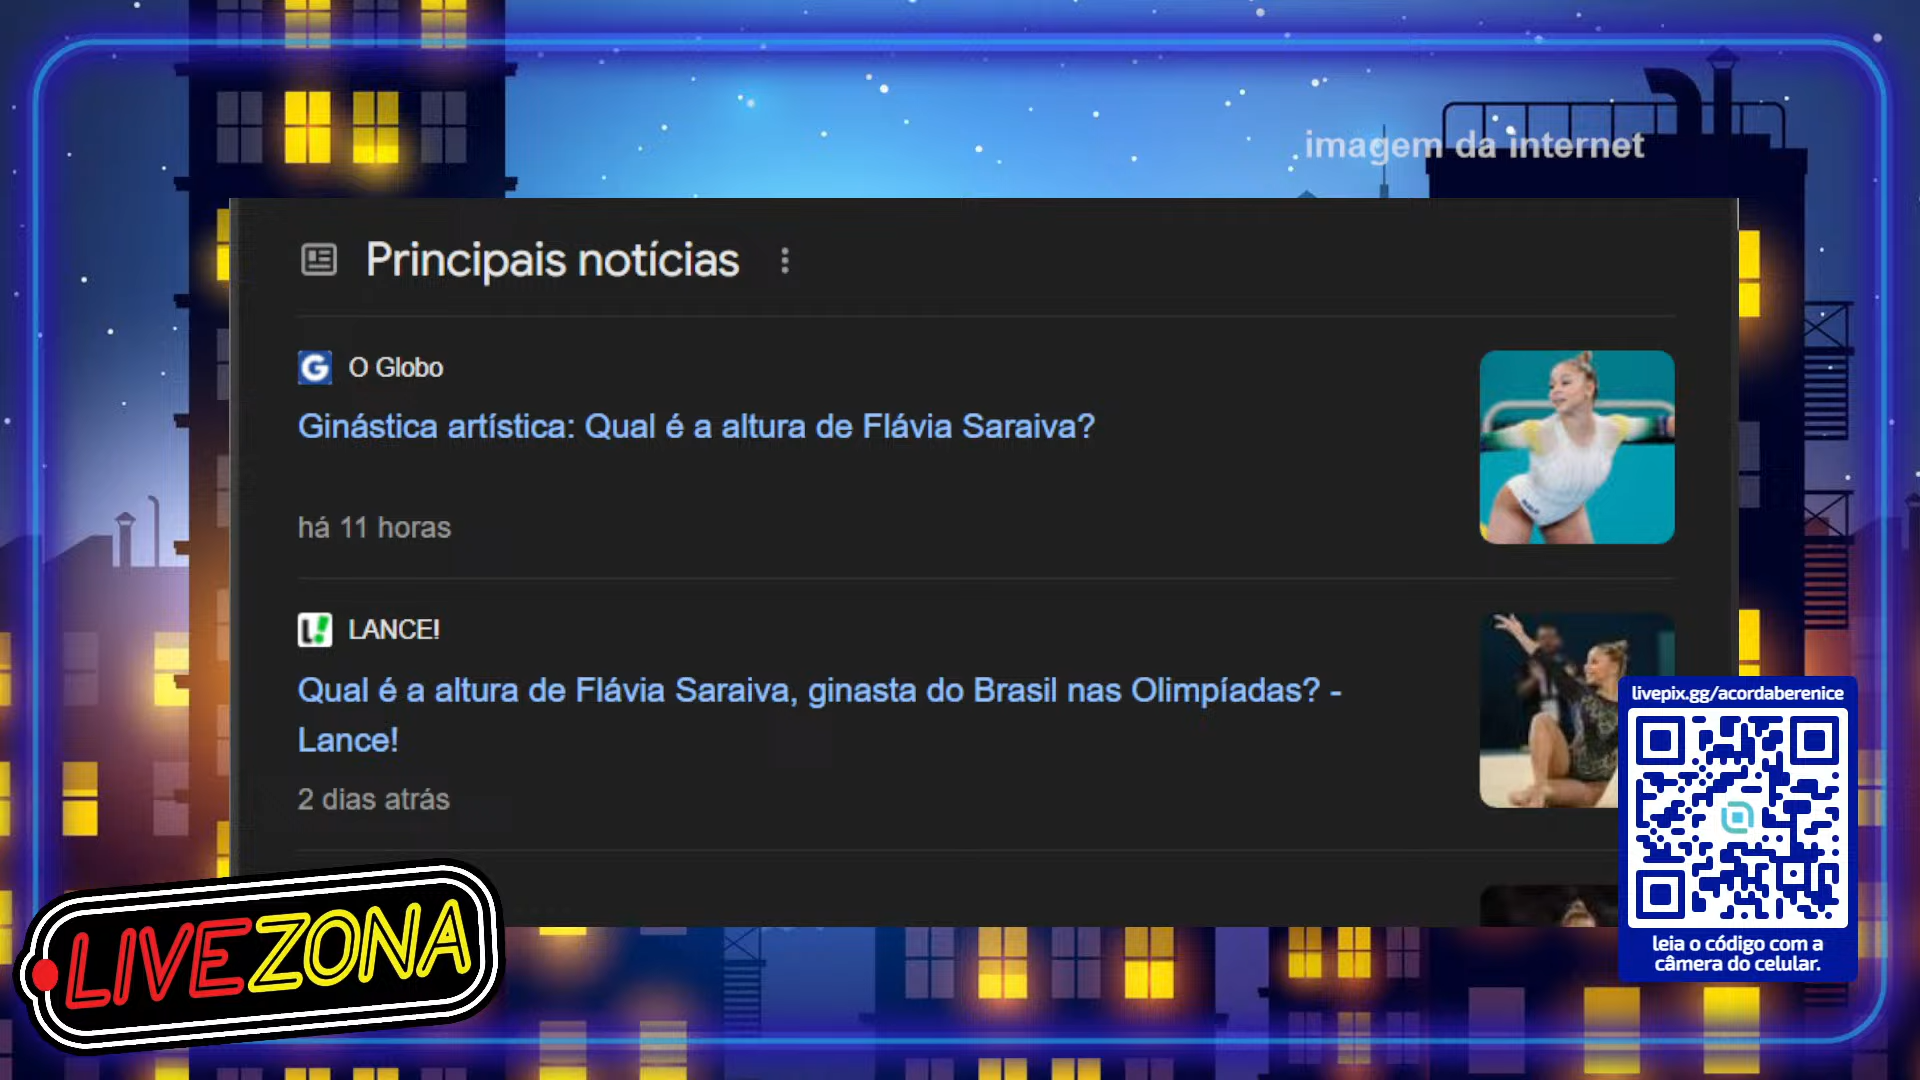 imagem da internet
Principais notícias
O Globo
Ginástica artística: Qual é a altura de Flávia Saraiva?
há 11 horas
LANCE!
Qual é a altura de Flávia Saraiva, ginasta do Brasil nas Olimpíadas? -
Lance!
2 dias atrás
livepix.gg/acordaberenice
leia o código com a
câmera do celular.
LIVEZONA